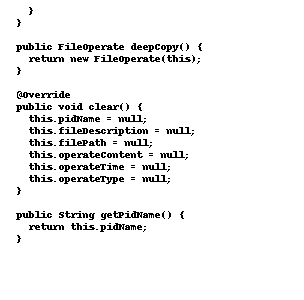 }
}
public FileOperate deepCopy() {
return new FileOperate(this);
}
@Override
public void clear() {
this.pidName = null;
this.fileDescription = null;
this.filePath = null;
this.operateContent = null;
this.operateTime = null;
this.operateType = null;
}
public String getPidName() {
return this.pidName;
}